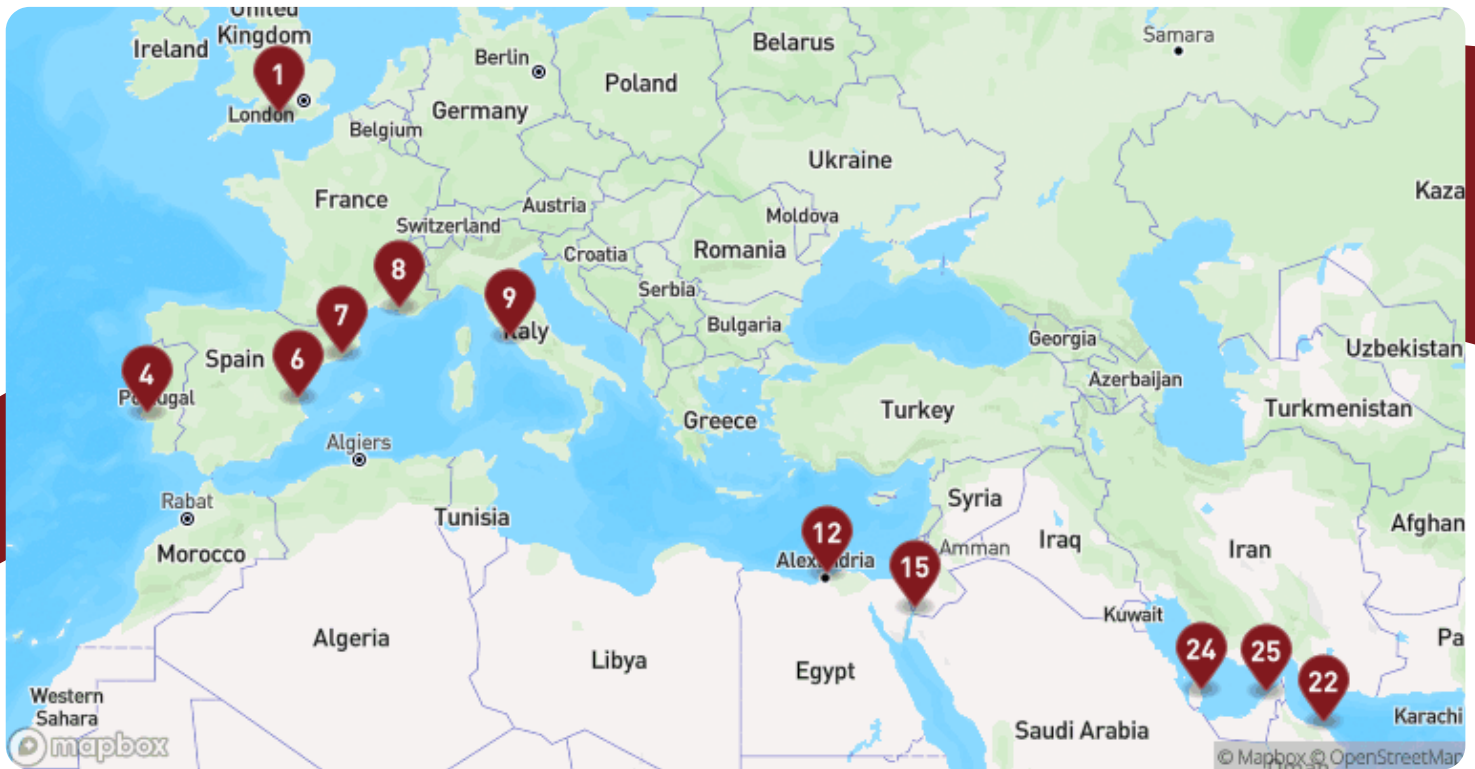 United
Kingdom
Ireland
1
London
Berlin
Poland
Belarus
Samara
Germany
Belgium
Ukraine
France
Switzerland
Austria
Moldova
Kaza
Croatia
Romania
8
Serbia
9
Italy
Bulgaria
7
Georgia
Uzbekistan
Spain
6
4
Portugal
Azerbaijan
Turkmenistan
Greece
Turkey
Algiers
Rabat
Tunisia
Syria
Afghan
Morocco
12
Alexandria
Amman
Iraq
Iran
15
Kuwait
Algeria
Libya
Egypt
24
25
Pa
22
Western
Sahara
Saudi Arabia
Karachi
mapbox
© Mapbox © OpenStreetMap
Oman